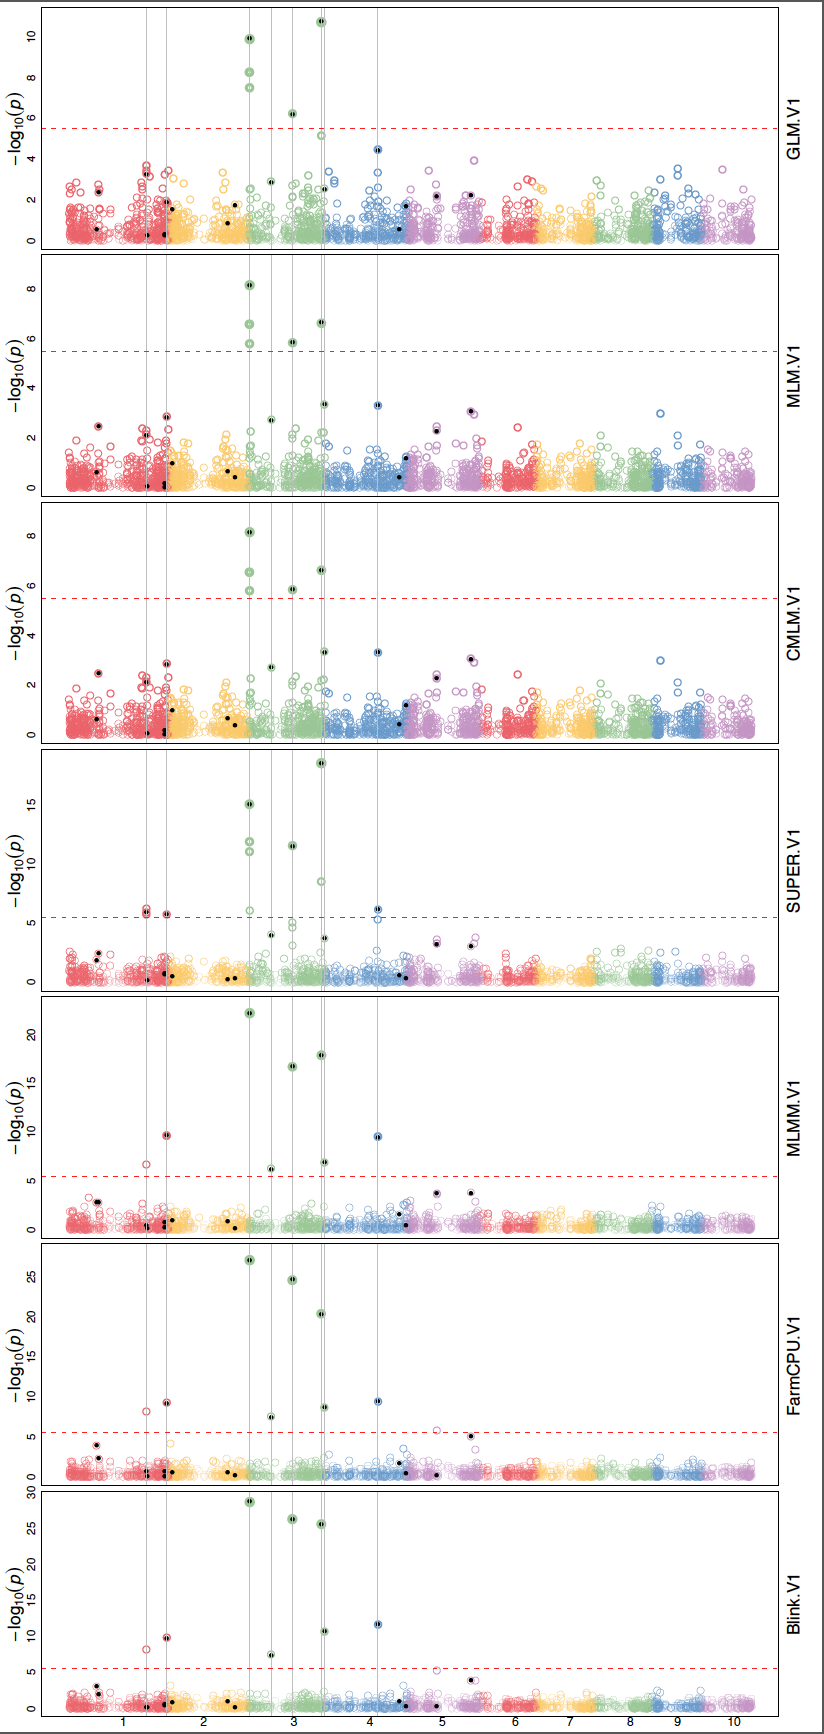 −log₁₀(p)
0 2 4 6 8 10
GLM.V1
−log₁₀(p)
0 2 4 6 8
MLM.V1
−log₁₀(p)
0 2 4 6 8
CMLM.V1
−log₁₀(p)
0 5 10 15
SUPER.V1
−log₁₀(p)
0 5 10 15 20
MLMM.V1
−log₁₀(p)
0 5 10 15 20 25
FarmCPU.V1
−log₁₀(p)
0 5 10 15 20 25 30
Blink.V1
1 2 3 4 5 6 7 8 9 10